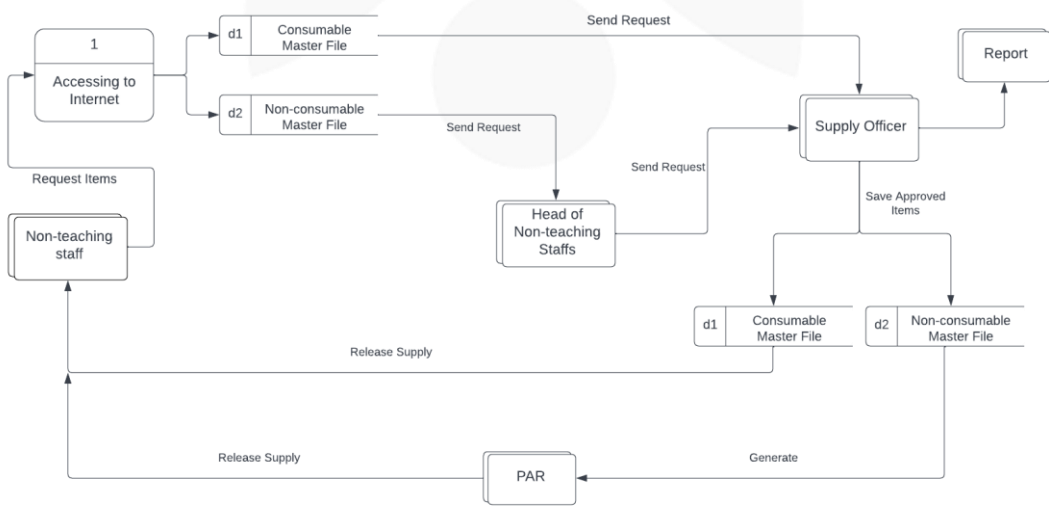 1
Accessing to
Internet
d1
Consumable
Master File
d2
Non-consumable
Master File
Send Request
Send Request
Send Request
Report
Supply Officer
Request Items
Non-teaching
staff
Head of
Non-teaching
Staffs
Save Approved
Items
d1
Consumable
Master File
d2
Non-consumable
Master File
Release Supply
Release Supply
PAR
Generate